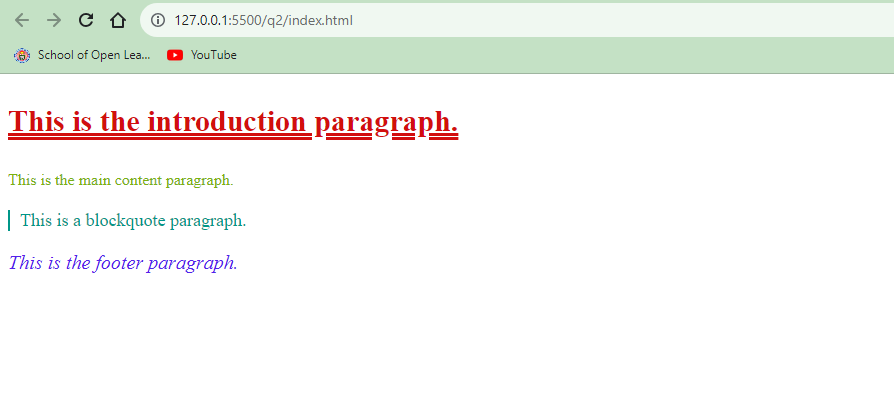 127.0.0.1:5500/q2/index.html
School of Open Lea... YouTube
This is the introduction paragraph.
This is the main content paragraph.
This is a blockquote paragraph.
This is the footer paragraph.